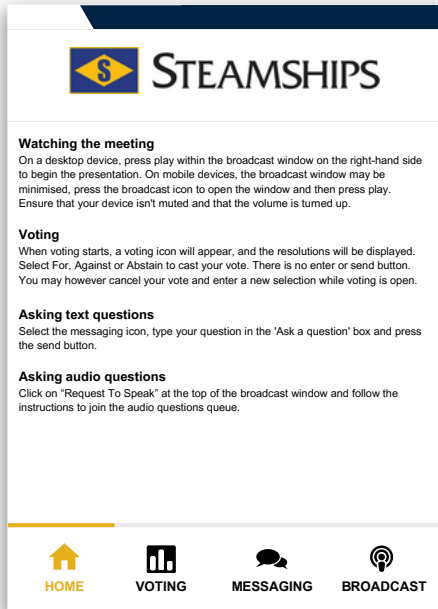 S STEAMSHIPS
Watching the meeting
On a desktop device, press play within the broadcast window on the right-hand side
to begin the presentation. On mobile devices, the broadcast window may be
minimised, press the broadcast icon to open the window and then press play.
Ensure that your device isn't muted and that the volume is turned up.
Voting
When voting starts, a voting icon will appear, and the resolutions will be displayed.
Select For, Against or Abstain to cast your vote. There is no enter or send button.
You may however cancel your vote and enter a new selection while voting is open.
Asking text questions
Select the messaging icon, type your question in the 'Ask a question' box and press
the send button.
Asking audio questions
Click on “Request To Speak” at the top of the broadcast window and follow the
instructions to join the audio questions queue.
HOME VOTING MESSAGING BROADCAST